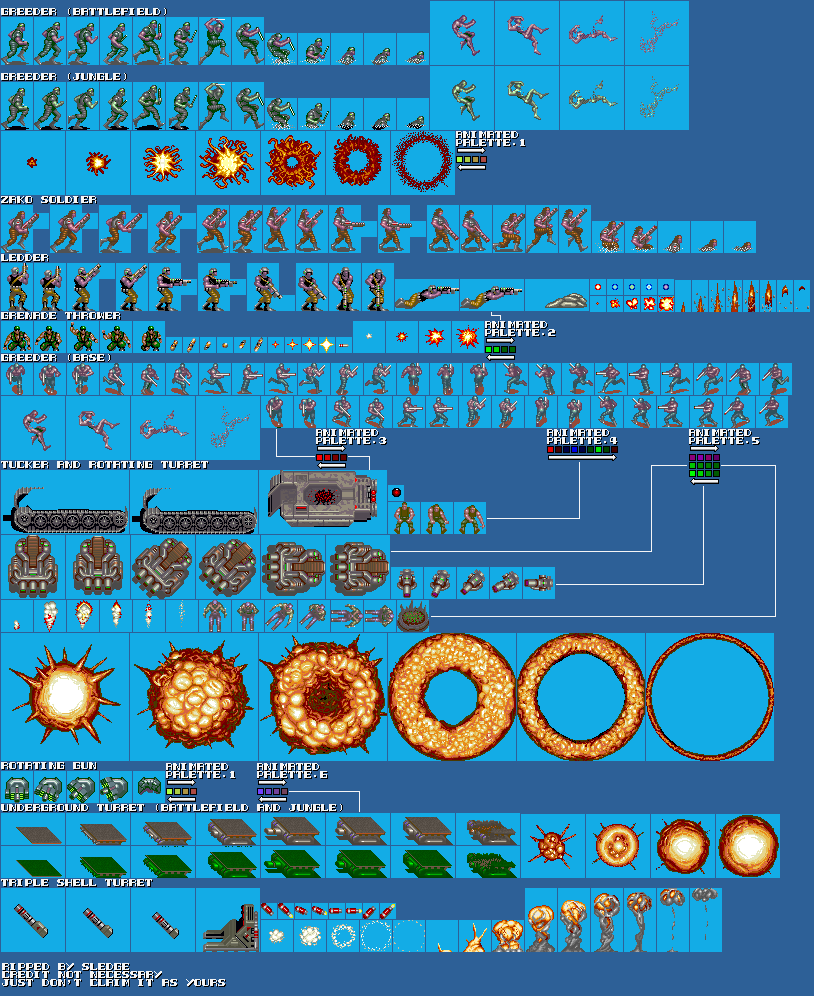 GREEDER (BATTLEFIELD)
GREEDER (JUNGLE)
ANIMATED
PALETTE.1
ZAKO SOLDIER
LEDDER
GRENADE THROWER
ANIMATED
PALETTE.2
GREEDER (BASE)
ANIMATED
PALETTE.3
ANIMATED
PALETTE.4
ANIMATED
PALETTE.5
TUCKER AND ROTATING TURRET
ROTATING GUN
ANIMATED
PALETTE.1
ANIMATED
PALETTE.6
UNDERGROUND TURRET (BATTLEFIELD AND JUNGLE)
TRIPLE SHELL TURRET
RIPPED BY SLEDGE
CREDIT NOT NECESSARY
JUST DON'T CLAIM IT AS YOURS